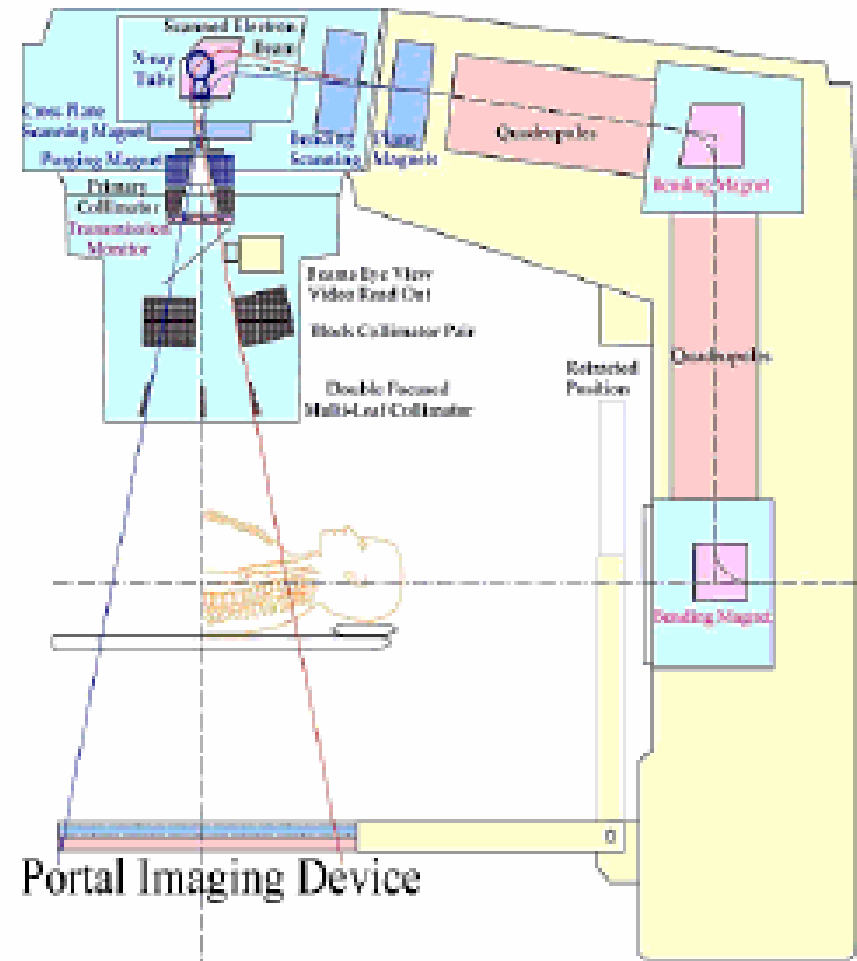 Scanned Electron
Beam
X-ray
Tube
Cross Plane
Scanning Magnet
Bending Plane
Scanning Magnets
Purging Magnet
Primary
Collimator
Transmission
Monitor
Quadrupoles
Bending Magnet
Beams Eye View
Video Read Out
Block Collimator Pair
Double Focused
Multi-Leaf Collimator
Retracted
Position
Quadrupoles
Bending Magnet
Portal Imaging Device